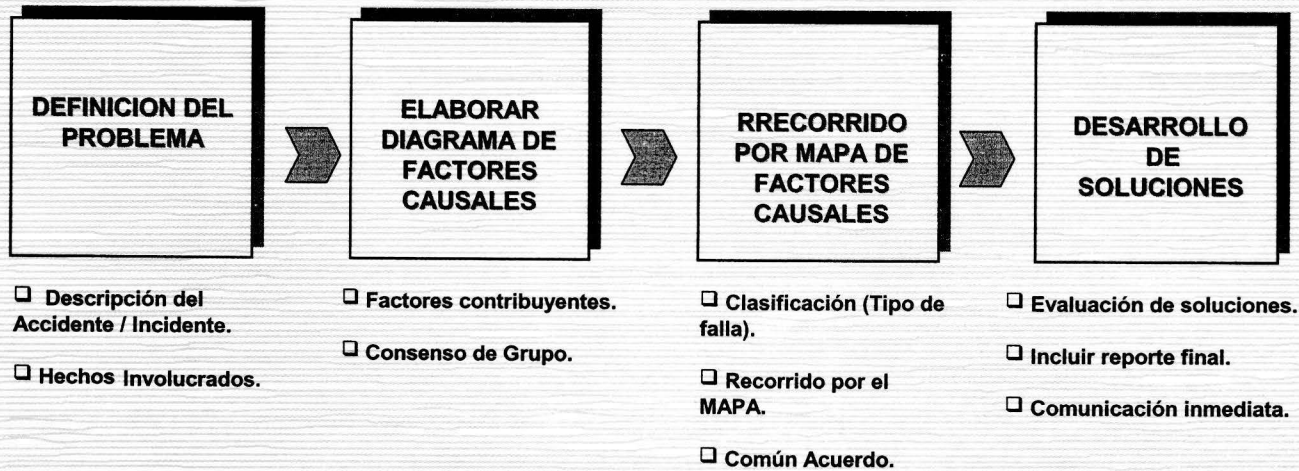 DEFINICION DEL
PROBLEMA
ELABORAR
DIAGRAMA DE
FACTORES
CAUSALES
RRECORRIDO
POR MAPA DE
FACTORES
CAUSALES
DESARROLLO
DE
SOLUCIONES
❑ Descripción del
Accidente / Incidente.
❑ Hechos Involucrados.
❑ Factores contribuyentes.
❑ Consenso de Grupo.
❑ Clasificación (Tipo de
falla).
❑ Recorrido por el
MAPA.
❑ Común Acuerdo.
❑ Evaluación de soluciones.
❑ Incluir reporte final.
❑ Comunicación inmediata.